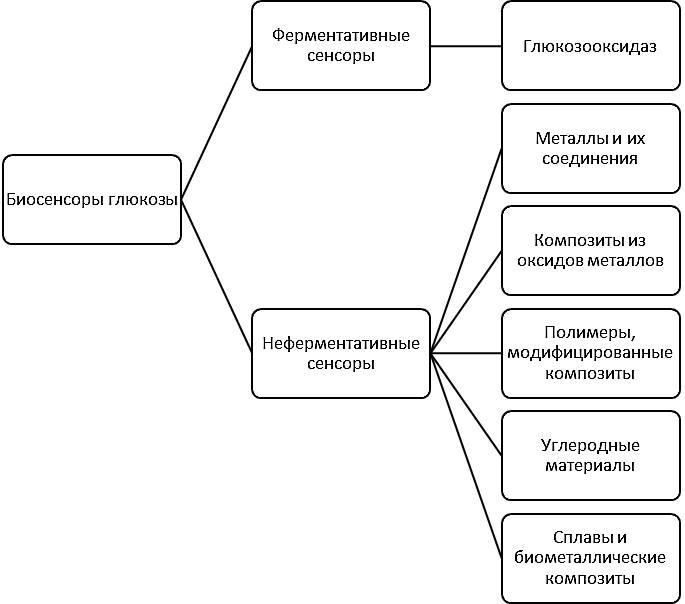 Биосенсоры глюкозы
Ферментативные
сенсоры
Глюкозооксидаз
Неферментативные
сенсоры
Металлы и их
соединения
Композиты из
оксидов металлов
Полимеры,
модифицированные
композиты
Углеродные
материалы
Сплавы и
биометаллические
композиты